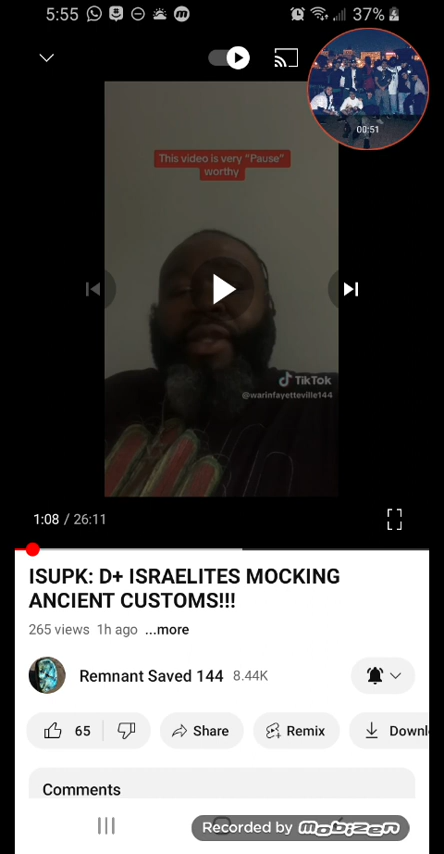 5:55
37%
00:51
This video is very "Pause"
worthy
TikTok
@warinfayetteville144
1:08 / 26:11
ISUPK: D+ ISRAELITES MOCKING
ANCIENT CUSTOMS!!!
265 views 1h ago ...more
Remnant Saved 144 8.44K
65 Share Remix Downl
Comments
Recorded by MOBIZEN